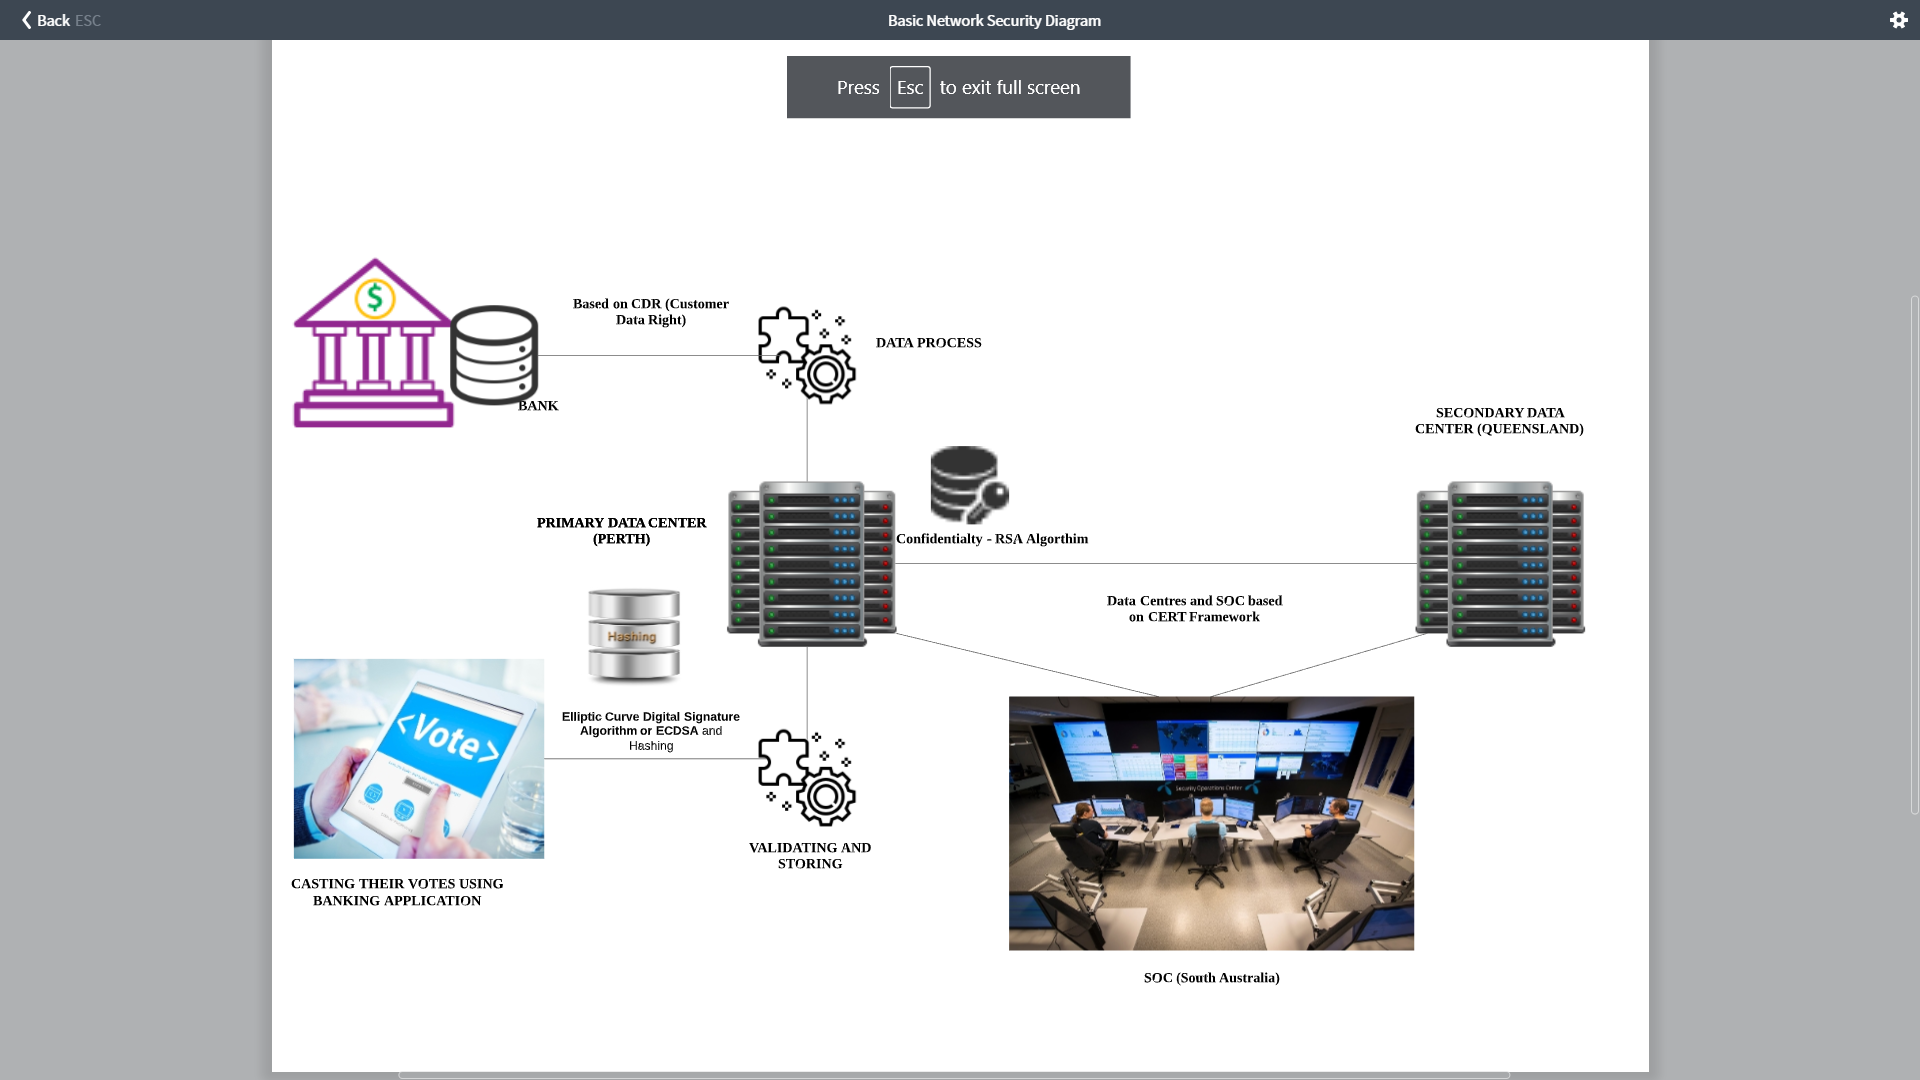 Back ESC
Basic Network Security Diagram
Press Esc to exit full screen
Based on CDR (Customer
Data Right)
DATA PROCESS
BANK
SECONDARY DATA
CENTER (QUEENSLAND)
PRIMARY DATA CENTER
(PERTH)
Confidentialty - RSA Algorthim
Data Centres and SOC based
on CERT Framework
Hashing
<Vote>
Elliptic Curve Digital Signature
Algorithm or ECDSA and
Hashing
Security Operations Center
VALIDATING AND
STORING
CASTING THEIR VOTES USING
BANKING APPLICATION
SOC (South Australia)